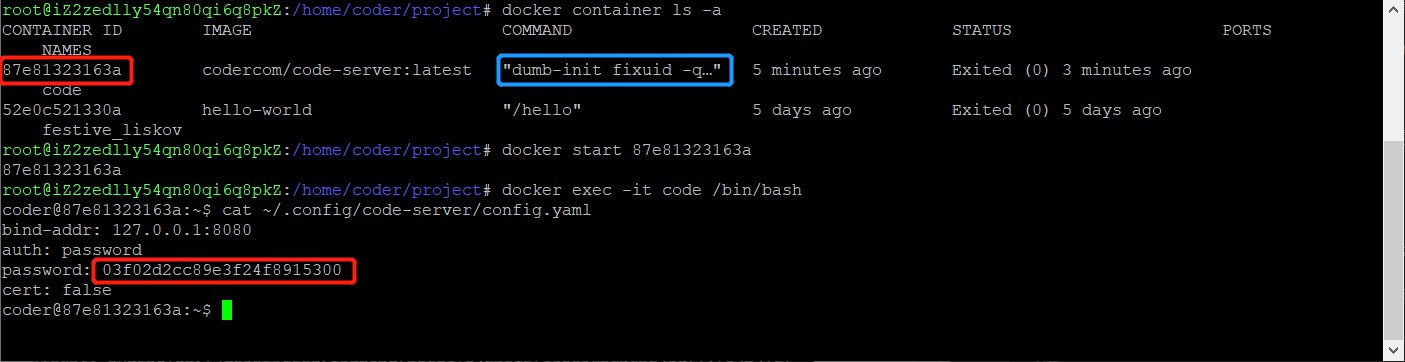 root@iZ2zedlly54qn80qi6q8pkZ:/home/coder/project# docker container ls -a
CONTAINER ID        IMAGE                       COMMAND                  CREATED             STATUS                     PORTS
    NAMES
87e81323163a        codercom/code-server:latest   "dumb-init fixuid -q…"   5 minutes ago       Exited (0) 3 minutes ago
    code
52e0c521330a        hello-world                 "/hello"                 5 days ago          Exited (0) 5 days ago
    festive_liskov
root@iZ2zedlly54qn80qi6q8pkZ:/home/coder/project# docker start 87e81323163a
87e81323163a
root@iZ2zedlly54qn80qi6q8pkZ:/home/coder/project# docker exec -it code /bin/bash
coder@87e81323163a:~$ cat ~/.config/code-server/config.yaml
bind-addr: 127.0.0.1:8080
auth: password
password: 03f02d2cc89e3f24f8915300
cert: false
coder@87e81323163a:~$